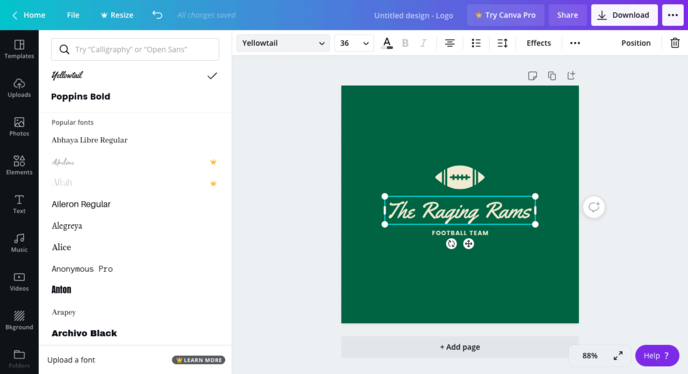 Home
File
Resize
All changes saved
Untitled design - Logo
Try Canva Pro
Share
Download
Templates
Uploads
Photos
Elements
Text
Music
Videos
Bkground
Folders
Try "Calligraphy" or "Open Sans"
Yellowtail
Poppins Bold
Popular fonts
Abhaya Libre Regular
Aileron Regular
Alegreya
Alice
Anonymous Pro
Anton
Arapey
Archivo Black
Upload a font
LEARN MORE
Yellowtail
36
A
B
I
Effects
Position
The Raging Rams
FOOTBALL TEAM
+ Add page
88%
Help ?